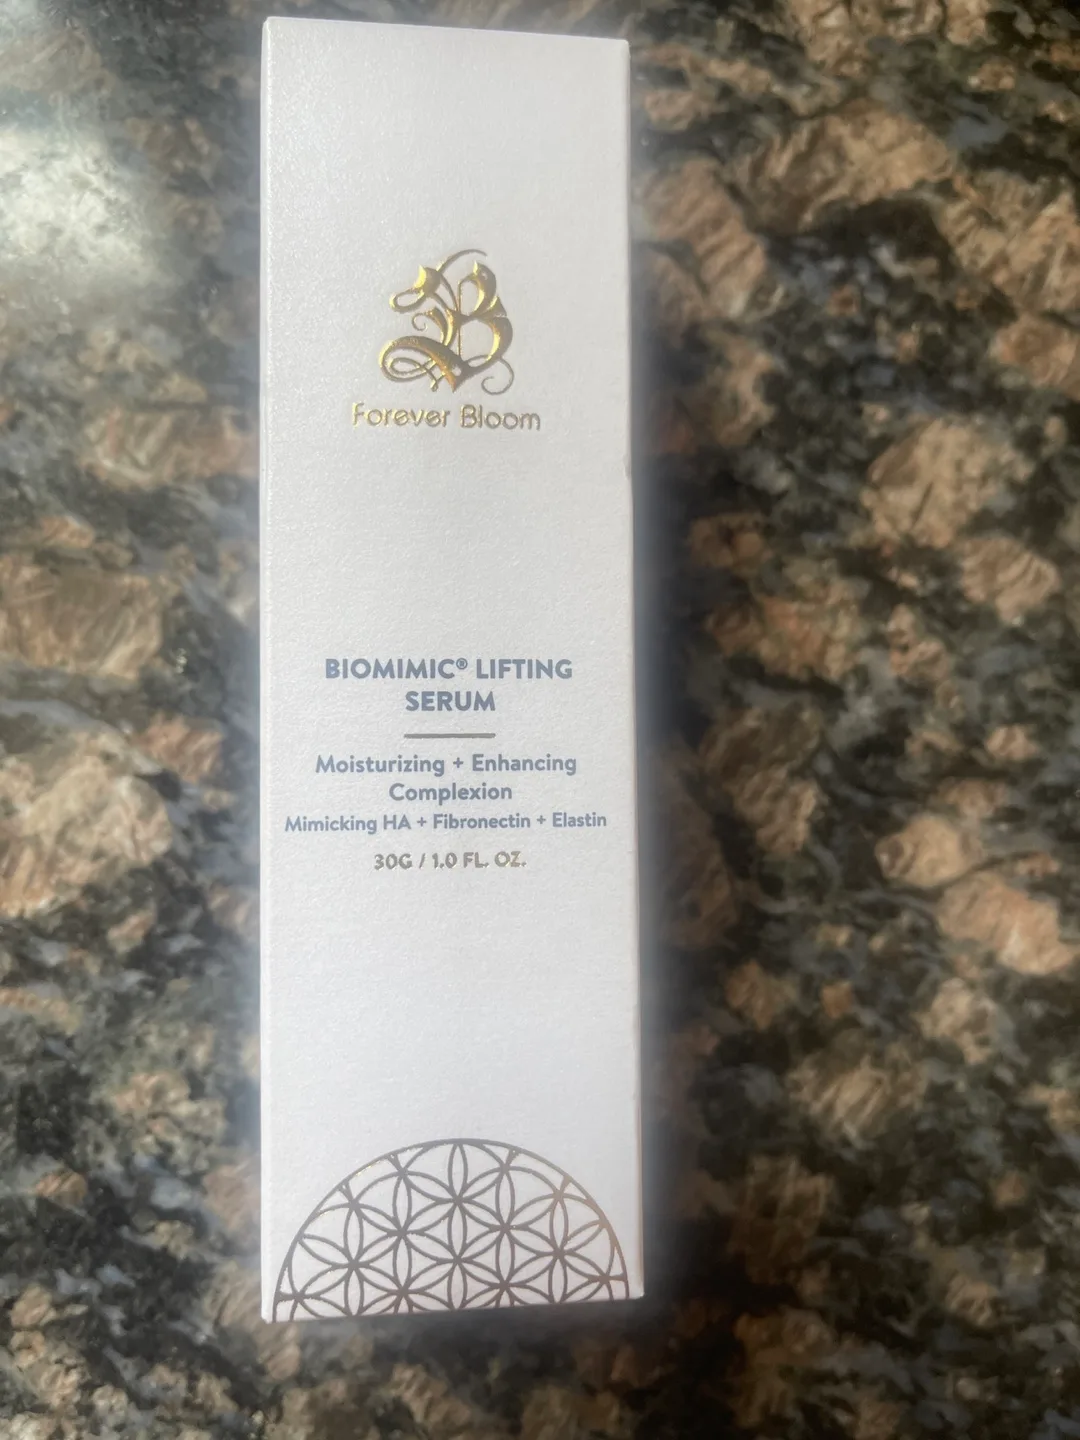 Forever Bloom
BIOMIMIC® LIFTING
SERUM
Moisturizing + Enhancing
Complexion
Mimicking HA + Fibronectin + Elastin
30G / 1.0 FL. OZ.